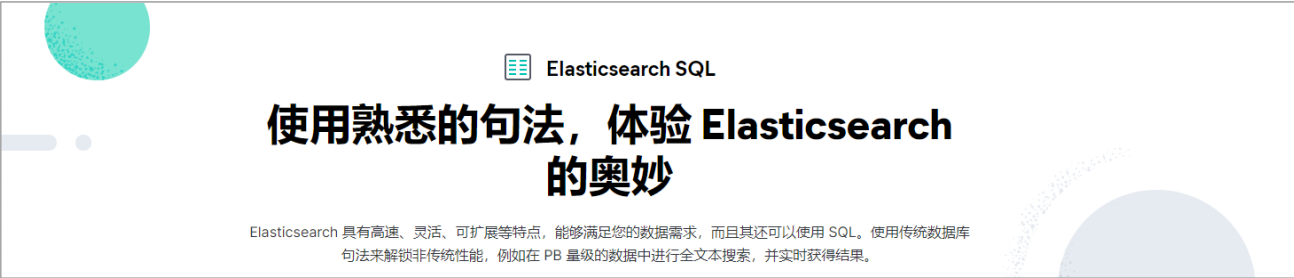 Elasticsearch SQL
使用熟悉的句法，体验 Elasticsearch
的奥妙
Elasticsearch 具有高速、灵活、可扩展等特点，能够满足您的数据需求，而且其还可以使用 SQL。使用传统数据库
句法来解锁非传统性能，例如在 PB 量级的数据中进行全文本搜索，并实时获得结果。